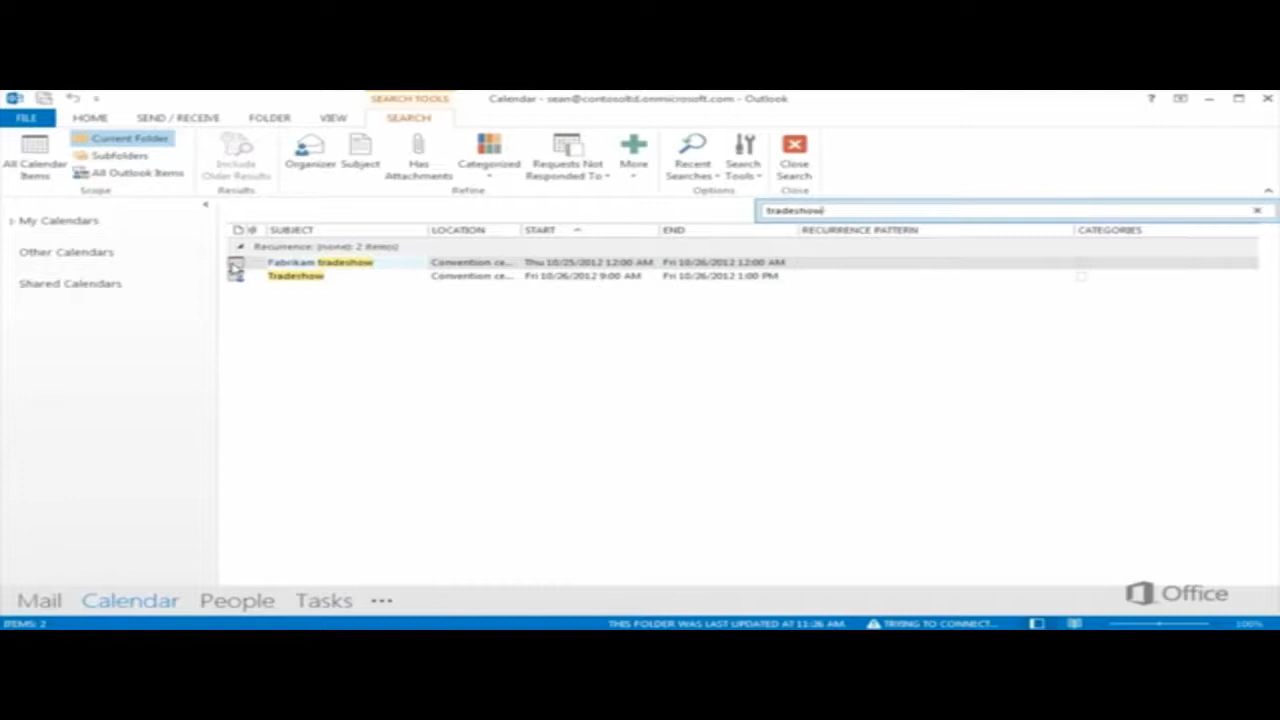 SEARCH TOOLS Calendar - sean@contosoltd.onmicrosoft.com - Outlook ?
FILE HOME SEND / RECEIVE FOLDER VIEW SEARCH
All Calendar Items
Current Folder
Subfolders
All Outlook Items
Scope
Include Older Results
Results
Organizer
Subject
Has Attachments
Categorized
Requests Not Responded To
More
Refine
Recent Searches
Search Tools
Options
Close Search
Close
tradeshow
My Calendars
Other Calendars
Shared Calendars
SUBJECT LOCATION START END RECURRENCE PATTERN CATEGORIES
Recurrence: (none): 2 item(s)
Fabrikam tradeshow Convention ce... Thu 10/25/2012 12:00 AM Fri 10/26/2012 12:00 AM
Tradeshow Convention ce... Fri 10/26/2012 9:00 AM Fri 10/26/2012 1:00 PM
Mail Calendar People Tasks •••
Office
ITEMS: 2 THIS FOLDER WAS LAST UPDATED AT 11:26 AM. TRYING TO CONNECT... 100%